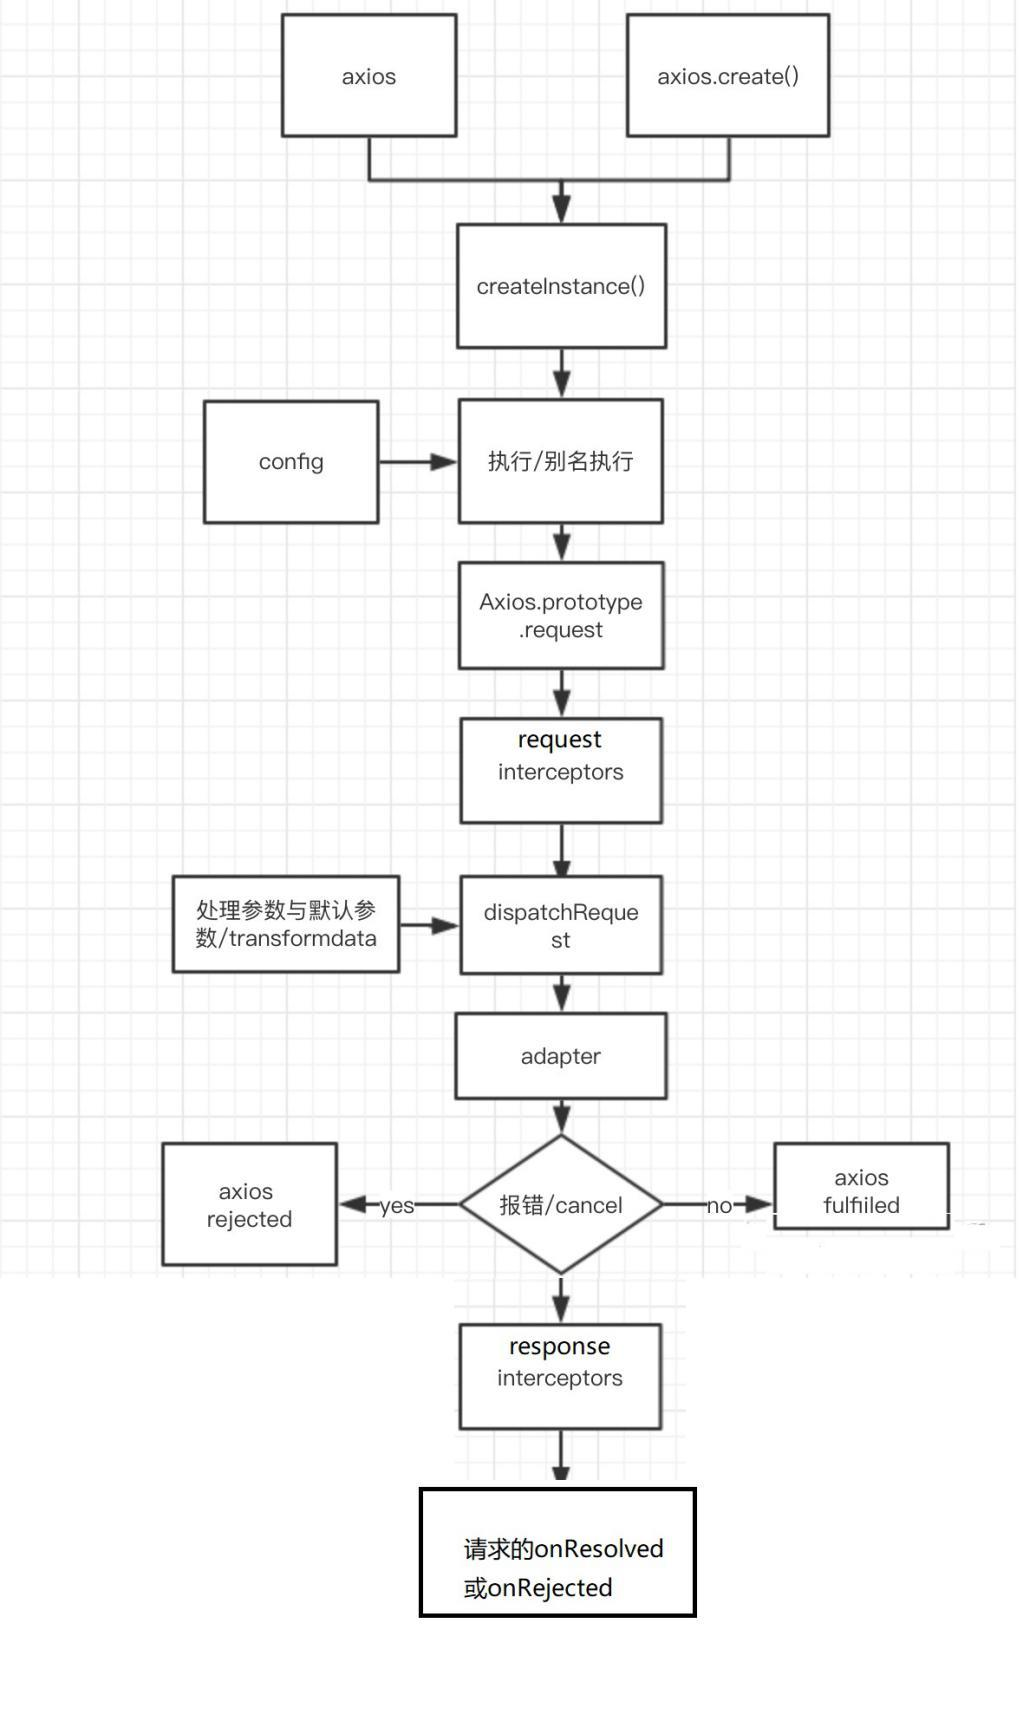 axios
axios.create()
createInstance()
config
执行/别名执行
Axios.prototype
.request
request
interceptors
处理参数与默认参
数/transformdata
dispatchReque
st
adapter
axios
rejected
yes
报错/cancel
no
axios
fulfiiled
response
interceptors
请求的onResolved
或onRejected